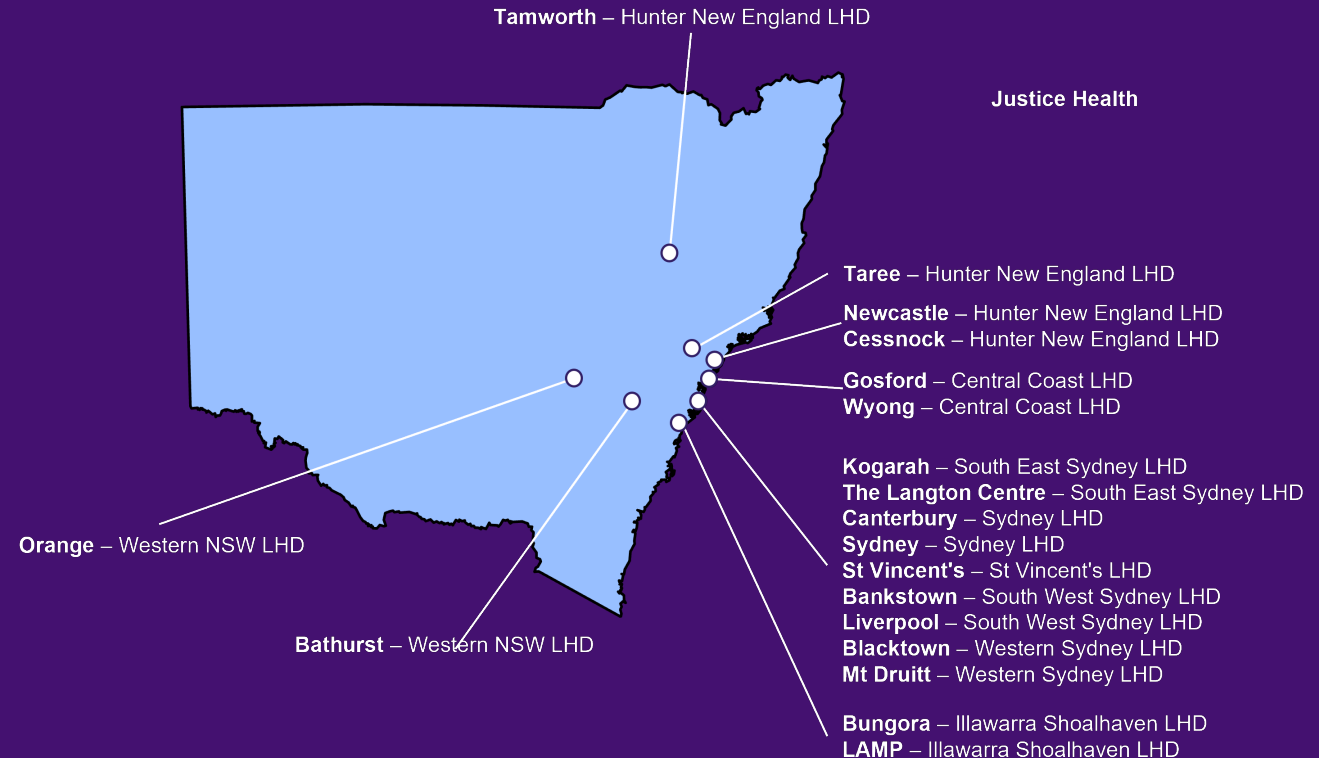 Tamworth – Hunter New England LHD
Justice Health
Taree – Hunter New England LHD
Newcastle – Hunter New England LHD
Cessnock – Hunter New England LHD
Gosford – Central Coast LHD
Wyong – Central Coast LHD
Kogarah – South East Sydney LHD
The Langton Centre – South East Sydney LHD
Canterbury – Sydney LHD
Sydney – Sydney LHD
St Vincent's – St Vincent's LHD
Bankstown – South West Sydney LHD
Liverpool – South West Sydney LHD
Blacktown – Western Sydney LHD
Mt Druitt – Western Sydney LHD
Bungora – Illawarra Shoalhaven LHD
LAMP – Illawarra Shoalhaven LHD
Orange – Western NSW LHD
Bathurst – Western NSW LHD